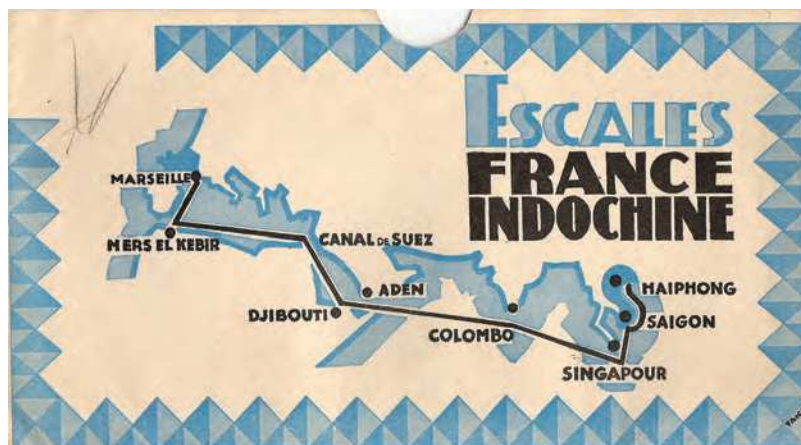 ESCALES
FRANCE
INDOCHINE
MARSEILLE
MERS EL KEBIR
CANAL DE SUEZ
ADEN
DJIBOUTI
COLOMBO
HAIPHONG
SAIGON
SINGAPOUR